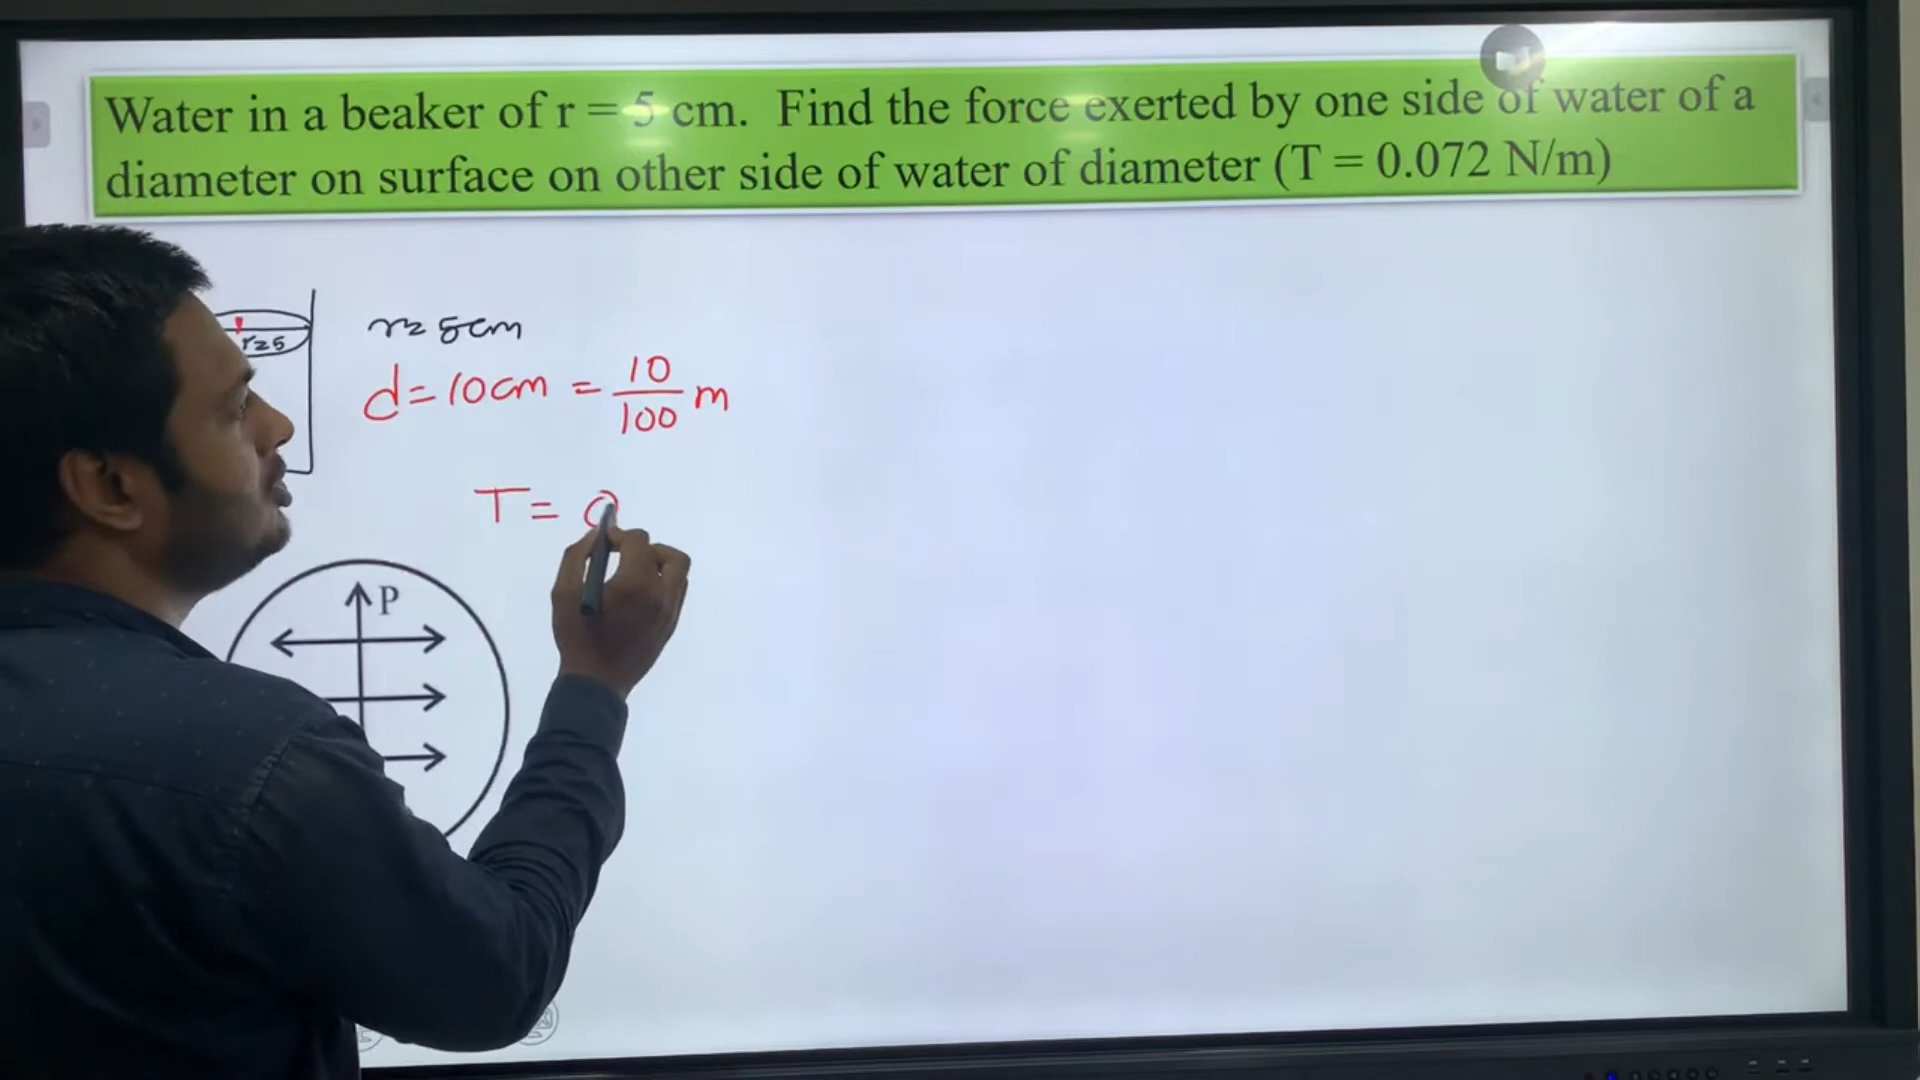 Water in a beaker of r = 5 cm. Find the force exerted by one side of water of a
diameter on surface on other side of water of diameter (T = 0.072 N/m)
r=5
r= 5cm
d=10cm = 10/100 m
T= 0
P